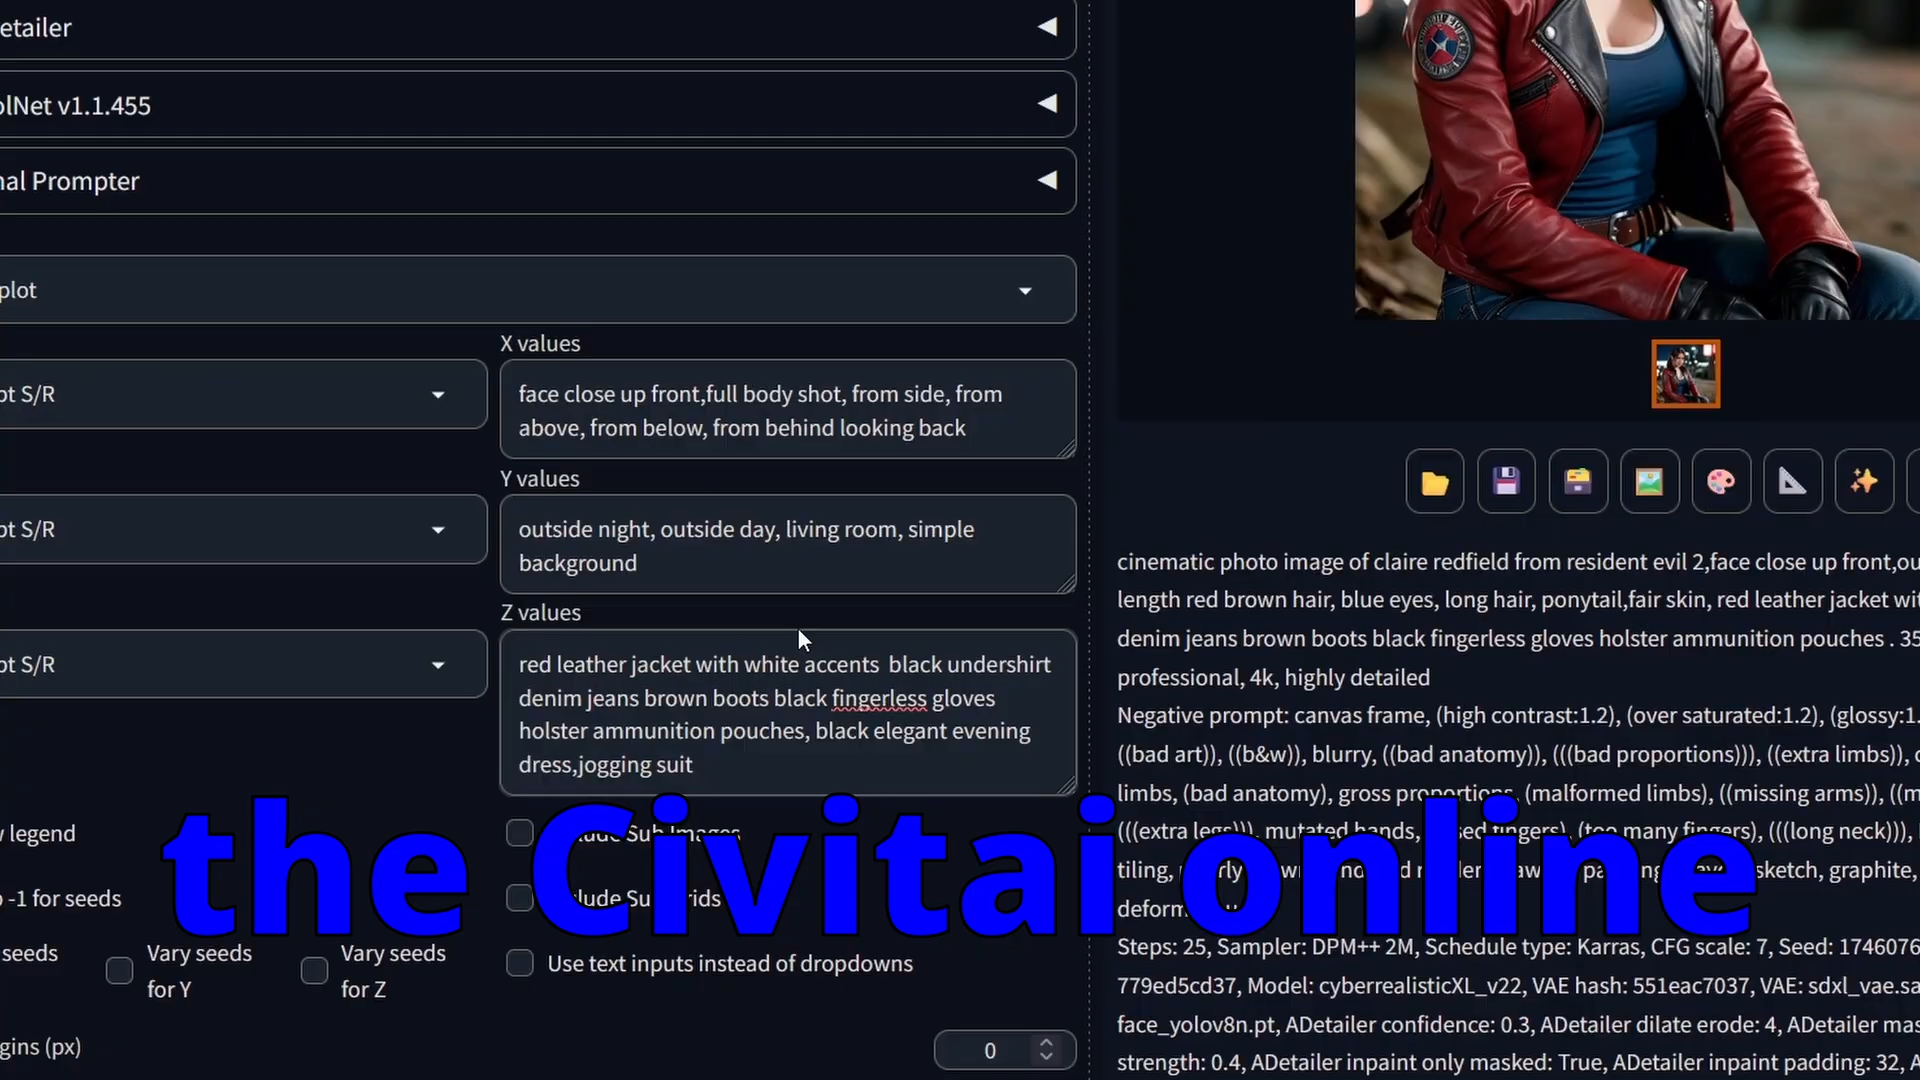 etailer
olNet v1.1.455
nal Prompter
plot
X values
pt S/R
face close up front,full body shot, from side, from
above, from below, from behind looking back
Y values
pt S/R
outside night, outside day, living room, simple
background
Z values
pt S/R
red leather jacket with white accents  black undershirt
denim jeans brown boots black fingerless gloves
holster ammunition pouches, black elegant evening
dress,jogging suit
w legend
-1 for seeds
seeds
Vary seeds
for Y
Vary seeds
for Z
Use text inputs instead of dropdowns
gins (px)
0
the Civitai online
cinematic photo image of claire redfield from resident evil 2,face close up front,ou
length red brown hair, blue eyes, long hair, ponytail,fair skin, red leather jacket wi
denim jeans brown boots black fingerless gloves holster ammunition pouches . 35
professional, 4k, highly detailed
Negative prompt: canvas frame, (high contrast:1.2), (over saturated:1.2), (glossy:1.
((bad art)), ((b&w)), blurry, ((bad anatomy)), (((bad proportions))), ((extra limbs)), c
limbs, (bad anatomy), gross proportions, (malformed limbs), ((missing arms)), ((m
(((extra legs))), mutated hands, fingers), (too many fingers), (((long neck))),
tiling, sketch, graphite,
Steps: 25, Sampler: DPM++ 2M, Schedule type: Karras, CFG scale: 7, Seed: 1746076
779ed5cd37, Model: cyberrealisticXL_v22, VAE hash: 551eac7037, VAE: sdxl_vae.sa
face_yolov8n.pt, ADetailer confidence: 0.3, ADetailer dilate erode: 4, ADetailer mas
strength: 0.4, ADetailer inpaint only masked: True, ADetailer inpaint padding: 32, A